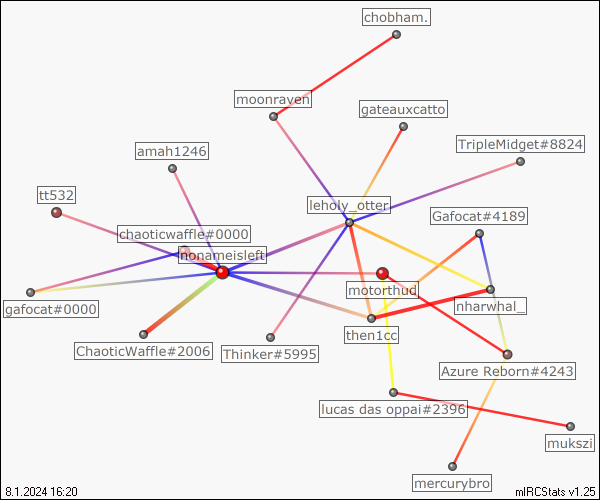 chobham.
moonraven
gateauxcatto
TripleMidget#8824
amah1246
tt532
leholy_otter
Gafocat#4189
chaoticwaffle#0000
nonameisleft
motorthud
gafocat#0000
nharwhal_
then1cc
ChaoticWaffle#2006
Thinker#5995
Azure Reborn#4243
lucas das oppai#2396
mukszi
mercurybro
8.1.2024 16:20
mIRCStats v1.25